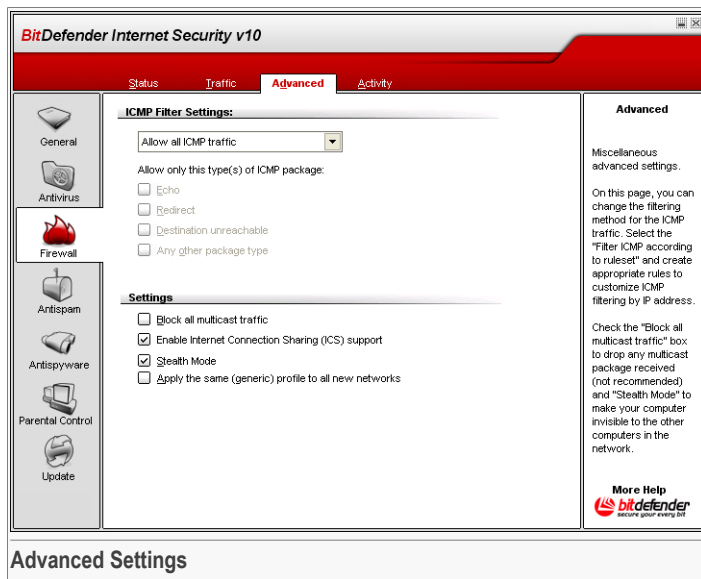 BitDefender Internet Security v10
Status
Traffic
Advanced
Activity
General
Antivirus
Firewall
Antispam
Antispyware
Parental Control
Update
ICMP Filter Settings:
Allow all ICMP traffic
Allow only this type(s) of ICMP package:
Echo
Redirect
Destination unreachable
Any other package type
Settings
Block all multicast traffic
Enable Internet Connection Sharing (ICS) support
Stealth Mode
Apply the same (generic) profile to all new networks
Advanced
Miscellaneous
advanced settings.
On this page, you can
change the filtering
method for the ICMP
traffic. Select the
"Filter ICMP according
to ruleset" and create
appropriate rules to
customize ICMP
filtering by IP address.
Check the "Block all
multicast traffic" box
to drop any multicast
package received
(not recommended)
and "Stealth Mode" to
make your computer
invisible to the other
computers in the
network.
More Help
bitdefender
secure your every bit
Advanced Settings